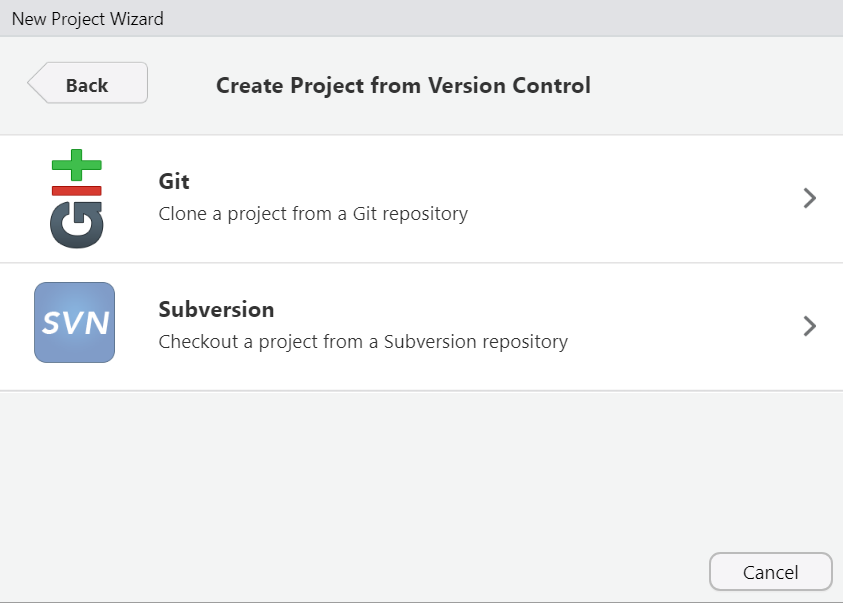 New Project Wizard
Back
Create Project from Version Control
GIt
Git
Clone a project from a Git repository
SVN
Subversion
Checkout a project from a Subversion repository
Cancel